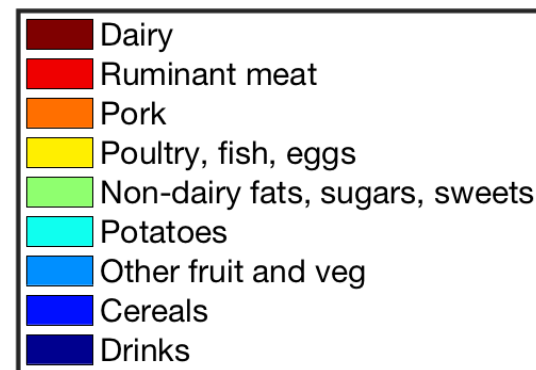 Dairy
Ruminant meat
Pork
Poultry, fish, eggs
Non-dairy fats, sugars, sweets
Potatoes
Other fruit and veg
Cereals
Drinks